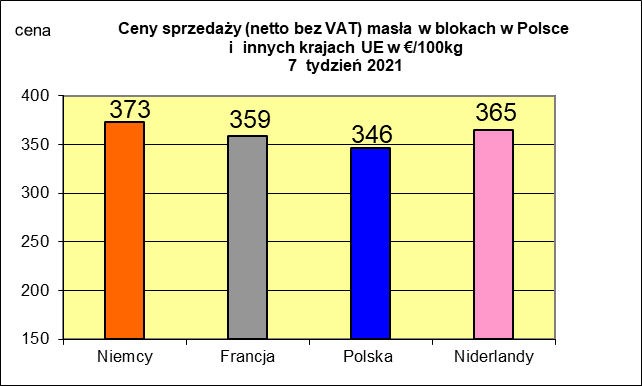 cena
Ceny sprzedaży (netto bez VAT) masła w blokach w Polsce
i innych krajach UE w €/100kg
7 tydzień 2021
400
350
300
250
200
150
373
359
346
365
Niemcy
Francja
Polska
Niderlandy